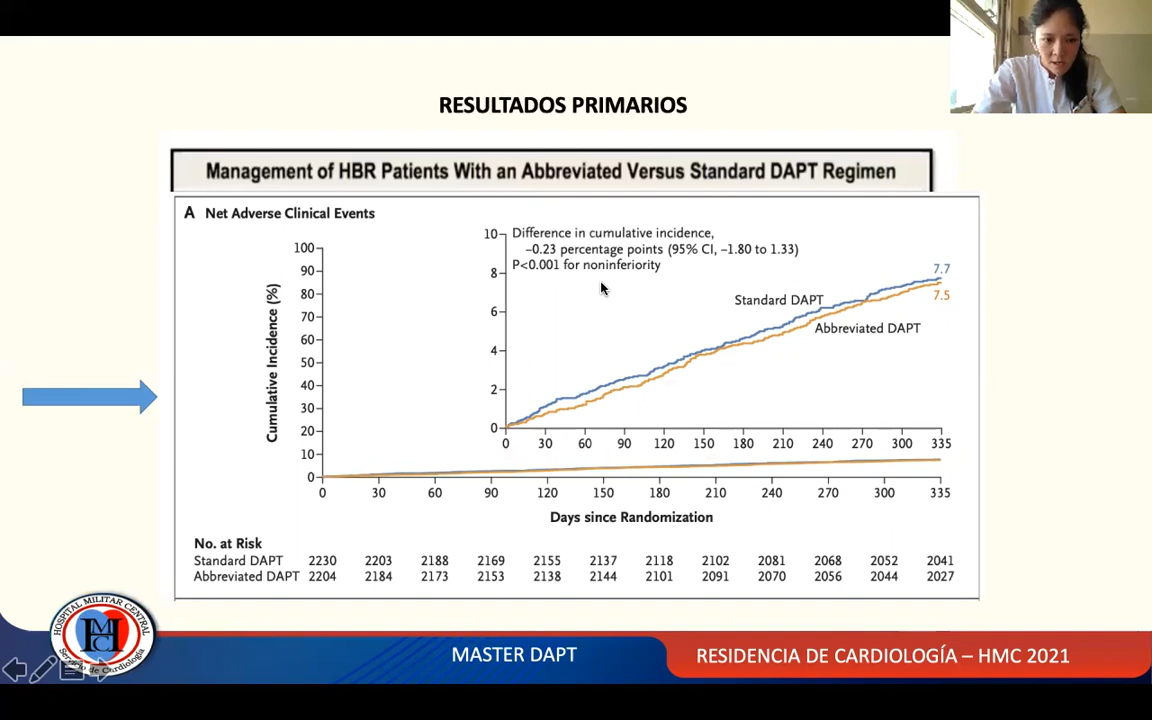 RESULTADOS PRIMARIOS
Management of HBR Patients With an Abbreviated Versus Standard DAPT Regimen
A Net Adverse Clinical Events
Difference in cumulative incidence,
−0.23 percentage points (95% CI, −1.80 to 1.33)
P<0.001 for noninferiority
Cumulative Incidence (%)
100
90
80
70
60
50
40
30
20
10
0
10
8
6
4
2
0
7.7
7.5
Standard DAPT
Abbreviated DAPT
0 30 60 90 120 150 180 210 240 270 300 335
0 30 60 90 120 150 180 210 240 270 300 335
Days since Randomization
No. at Risk
Standard DAPT 2230 2203 2188 2169 2155 2137 2118 2102 2081 2068 2052 2041
Abbreviated DAPT 2204 2184 2173 2153 2138 2144 2101 2091 2070 2056 2044 2027
HOSPITAL MILITAR CENTRAL
HMC
Servicio de Cardiología
MASTER DAPT
RESIDENCIA DE CARDIOLOGÍA – HMC 2021